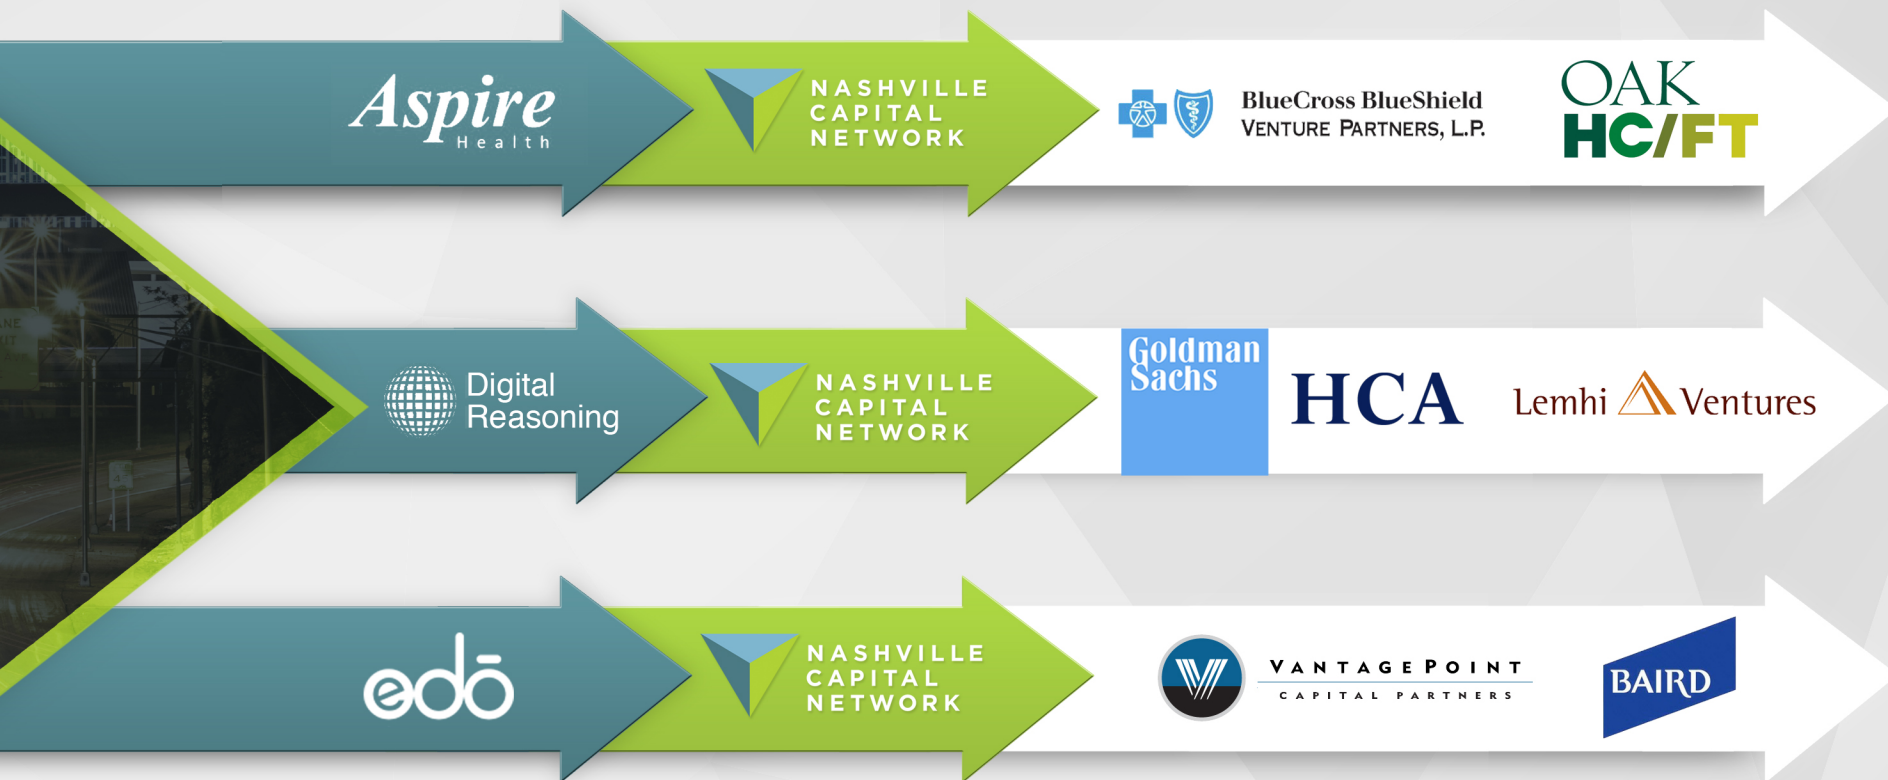 Aspire
Health
NASHVILLE
CAPITAL
NETWORK
BlueCross BlueShield
VENTURE PARTNERS, L.P.
OAK
HC/FT
Digital
Reasoning
NASHVILLE
CAPITAL
NETWORK
Goldman
Sachs
HCA
Lemhi Ventures
edō
NASHVILLE
CAPITAL
NETWORK
VANTAGEPOINT
CAPITAL PARTNERS
BAIRD